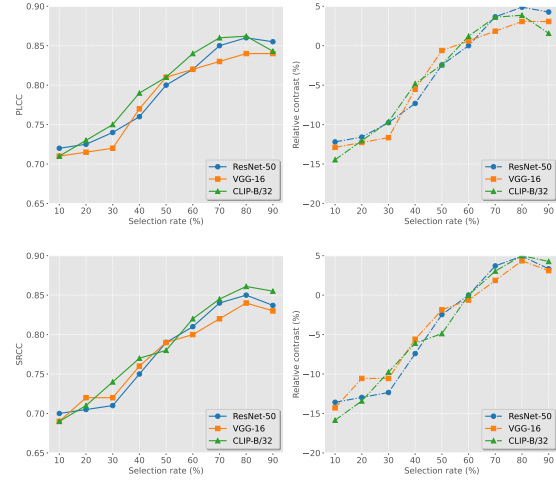 0.90
0.85
0.80
0.75
0.70
0.65
PLCC
10 20 30 40 50 60 70 80 90
Selection rate (%)
ResNet-50
VGG-16
CLIP-B/32
5
0
−5
−10
−15
−20
Relative contrast (%)
10 20 30 40 50 60 70 80 90
Selection rate (%)
ResNet-50
VGG-16
CLIP-B/32
0.90
0.85
0.80
0.75
0.70
0.65
SRCC
10 20 30 40 50 60 70 80 90
Selection rate (%)
ResNet-50
VGG-16
CLIP-B/32
5
0
−5
−10
−15
−20
Relative contrast (%)
10 20 30 40 50 60 70 80 90
Selection rate (%)
ResNet-50
VGG-16
CLIP-B/32